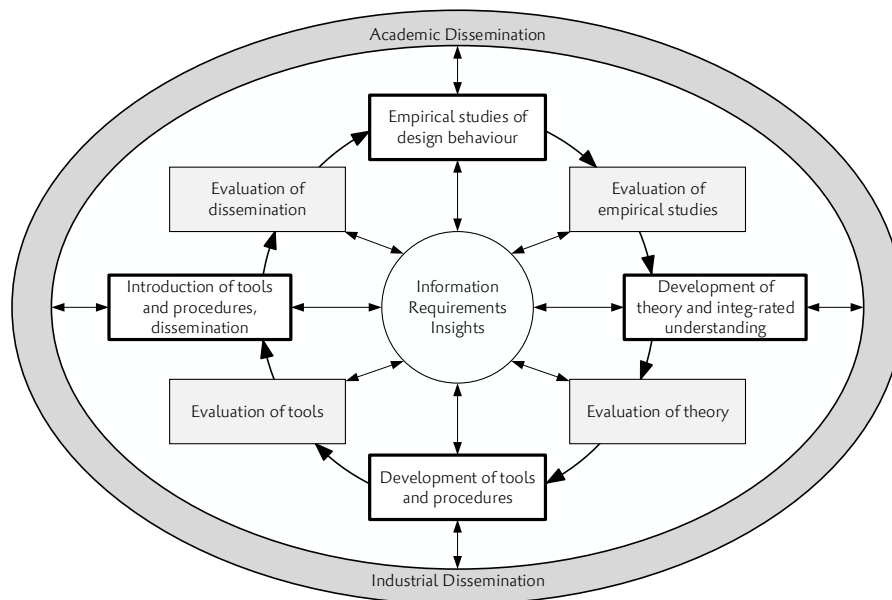 Academic Dissemination
Empirical studies of
design behaviour
Evaluation of
dissemination
Evaluation of
empirical studies
Introduction of tools
and procedures,
dissemination
Information
Requirements
Insights
Development of
theory and integ-rated
understanding
Evaluation of tools
Evaluation of theory
Development of tools
and procedures
Industrial Dissemination